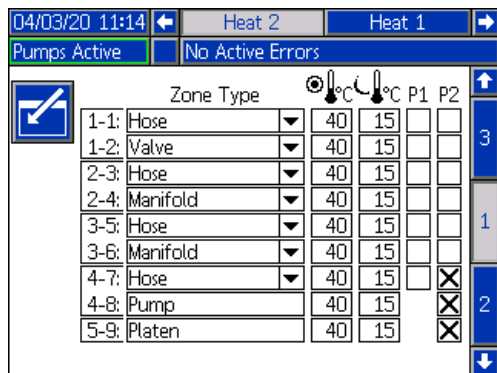 04/03/20 11:14 Heat 2 Heat 1
Pumps Active No Active Errors
Zone Type °C °C P1 P2
1-1: Hose 40 15
1-2: Valve 40 15
2-3: Hose 40 15
2-4: Manifold 40 15
3-5: Hose 40 15
3-6: Manifold 40 15
4-7: Hose 40 15
4-8: Pump 40 15
5-9: Platen 40 15
3
1
2